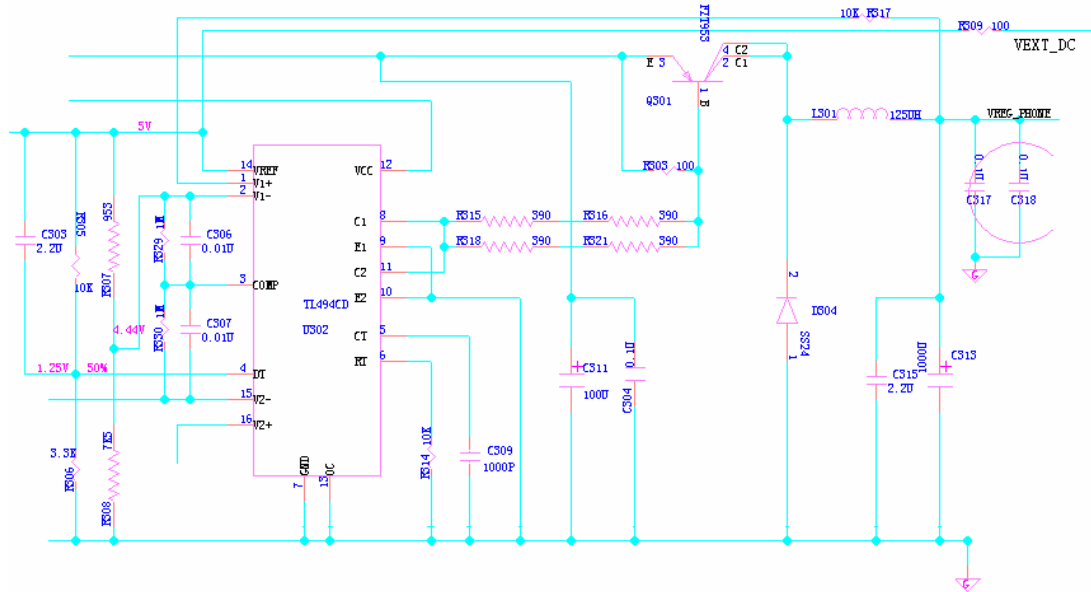 10K R317
FZT953
R309 100
VEXT_DC
E 3
4 C2
2 C1
Q301
1
B
L301 125UH
VREG_PHONE
5V
14 VREF
1 V1+
2 V1-
VCC 12
R303 100
0.1U
0.1U
C317
C318
R305
10K
C303
2.2U
R307
R329 1M
C306
0.01U
C1 8
E1 9
C2 11
E2 10
R315 390
R316 390
R318 390
R321 390
3 COMP
TL494CD
U302
CT 5
RT 6
R330 1M
C307
0.01U
4.44V
1.25V 50%
4 DT
15 V2-
16 V2+
2
D304
SS24
1
C311
100U
C304
C315
2.2U
C313
3.3K
R306
7K5
R308
GND
7
OC
13
R314 10K
C309
1000P
G
G